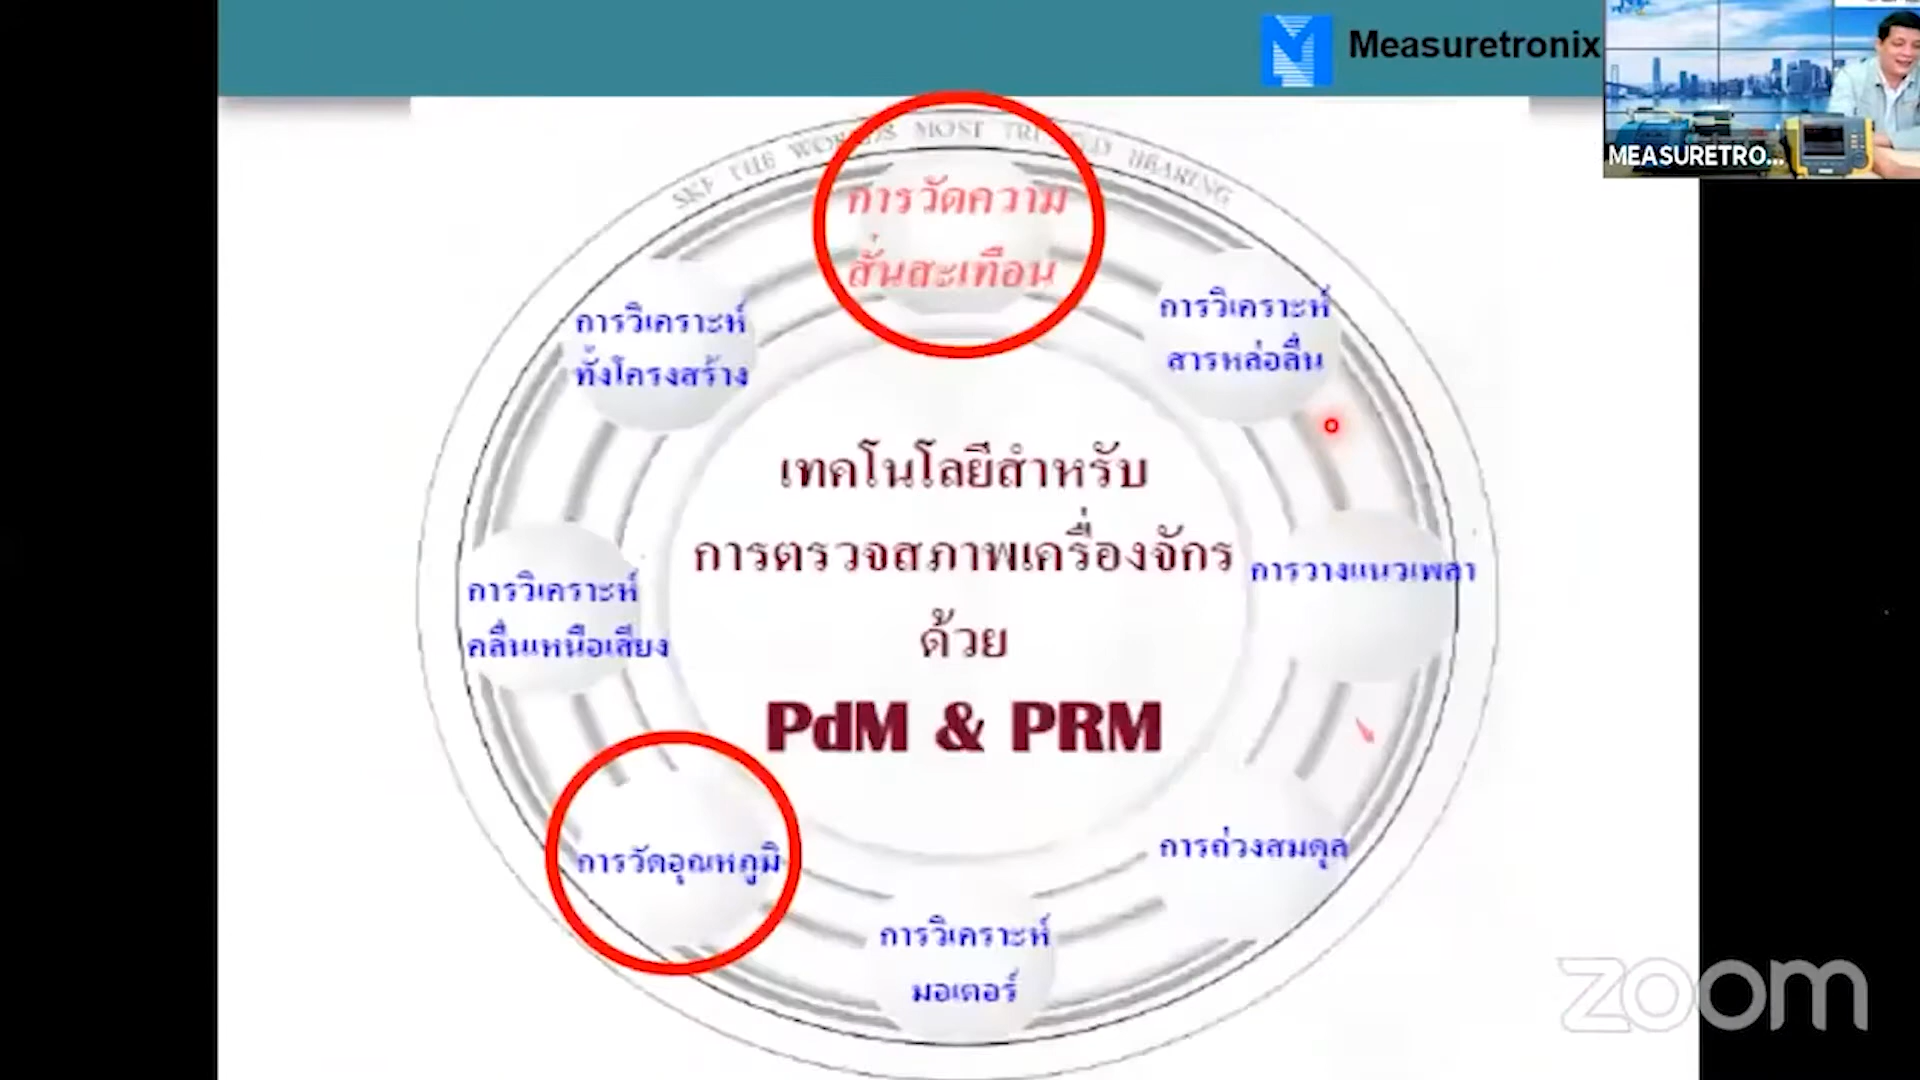 Measuretronix
MEASURETRO...
SKF THE WORLD'S MOST TRUSTED BEARING
การวัดความ
สั่นสะเทือน
การวิเคราะห์
สารหล่อลื่น
การวิเคราะห์
ทั้งโครงสร้าง
เทคโนโลยีสำหรับ
การตรวจสภาพเครื่องจักร
ด้วย
PdM & PRM
การวางแนวเพลา
การวิเคราะห์
คลื่นเหนือเสียง
การถ่วงสมดุล
การวัดอุณหภูมิ
การวิเคราะห์
มอเตอร์
zoom